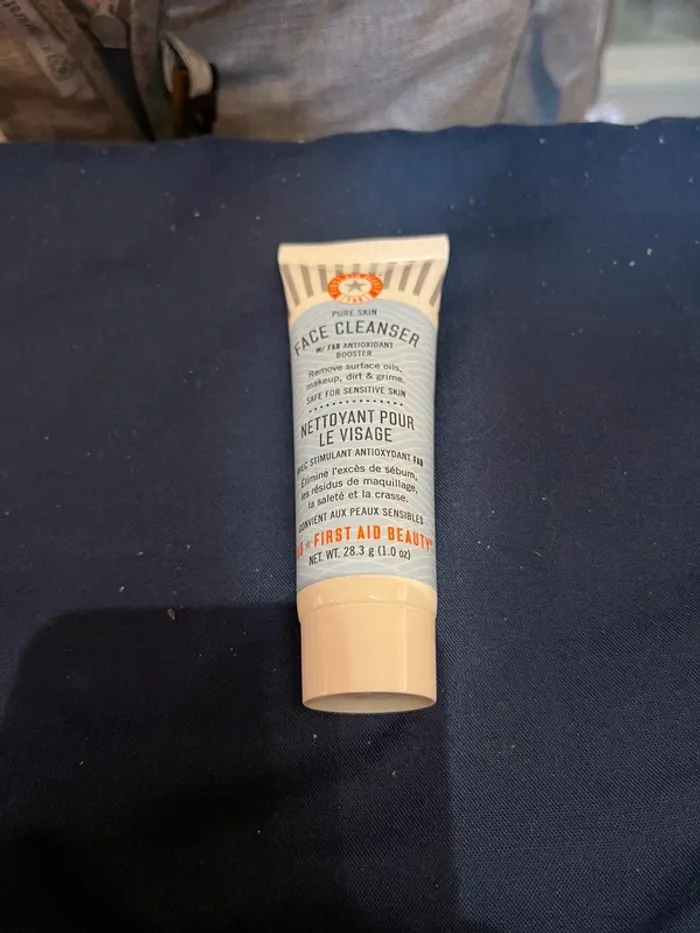 PURE SKIN
FACE CLEANSER
W/ FAB ANTIOXIDANT
BOOSTER
Remove surface oils,
makeup, dirt & grime.
SAFE FOR SENSITIVE SKIN
NETTOYANT POUR
LE VISAGE
STIMULANT ANTIOXYDANT FAB
Élimine l'excès de sébum,
les résidus de maquillage,
la saleté et la crasse.
CONVIENT AUX PEAUX SENSIBLES
FIRST AID BEAUTY
NET. WT. 28.3 g (1.0 oz)